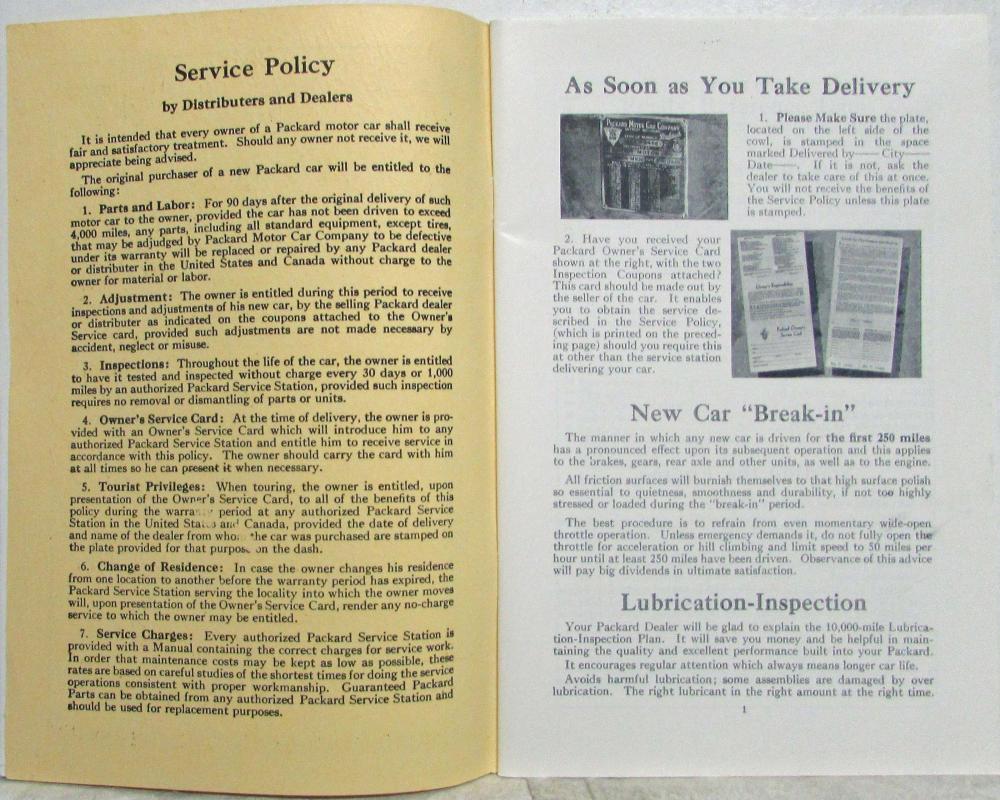 Service Policy
by Distributers and Dealers
It is intended that every owner of a Packard motor car shall receive
fair and satisfactory treatment. Should any owner not receive it, we will
appreciate being advised.
The original purchaser of a new Packard car will be entitled to the
following:
1. Parts and Labor: For 90 days after the original delivery of such
motor car to the owner, provided the car has not been driven to exceed
4,000 miles, any parts, including all standard equipment, except tires,
that may be adjudged by Packard Motor Car Company to be defective
under its warranty will be replaced or repaired by any Packard dealer
or distributer in the United States and Canada without charge to the
owner for material or labor.
2. Adjustment: The owner is entitled during this period to receive
inspections and adjustments of his new car, by the selling Packard dealer
or distributer as indicated on the coupons attached to the Owner's
Service card, provided such adjustments are not made necessary by
accident, neglect or misuse.
3. Inspections: Throughout the life of the car, the owner is entitled
to have it tested and inspected without charge every 30 days or 1,000
miles by an authorized Packard Service Station, provided such inspection
requires no removal or dismantling of parts or units.
4. Owner's Service Card: At the time of delivery, the owner is pro-
vided with an Owner's Service Card which will introduce him to any
authorized Packard Service Station and entitle him to receive service in
accordance with this policy. The owner should carry the card with him
at all times so he can present it when necessary.
5. Tourist Privileges: When touring, the owner is entitled, upon
presentation of the Owner's Service Card, to all of the benefits of this
policy during the warra period at any authorized Packard Service
Station in the United Sta s and Canada, provided the date of delivery
and name of the dealer from who the car was purchased are stamped on
the plate provided for that purpos on the dash.
6. Change of Residence: In case the owner changes his residence
from one location to another before the warranty period has expired, the
Packard Service Station serving the locality into which the owner moves
will, upon presentation of the Owner's Service Card, render any no-charge
service to which the owner may be entitled.
7. Service Charges: Every authorized Packard Service Station is
provided with a Manual containing the correct charges for service work.
In order that maintenance costs may be kept as low as possible, these
rates are based on careful studies of the shortest times for doing the service
operations consistent with proper workmanship. Guaranteed Packard
Parts can be obtained from any authorized Packard Service Station and
should be used for replacement purposes.
As Soon as You Take Delivery
Packard Motor Car Company
1. Please Make Sure the plate,
located on the left side of the
cowl, is stamped in the space
marked Delivered by—— City——
Date——. If it is not, ask the
dealer to take care of this at once.
You will not receive the benefits of
the Service Policy unless this plate
is stamped.
2. Have you received your
Packard Owner's Service Card
shown at the right, with the two
Inspection Coupons attached?
This card should be made out by
the seller of the car. It enables
you to obtain the service de-
scribed in the Service Policy,
(which is printed on the preced-
ing page) should you require this
at other than the service station
delivering your car.
New Car "Break-in"
The manner in which any new car is driven for the first 250 miles
has a pronounced effect upon its subsequent operation and this applies
to the brakes, gears, rear axle and other units, as well as to the engine.
All friction surfaces will burnish themselves to that high surface polish
so essential to quietness, smoothness and durability, if not too highly
stressed or loaded during the "break-in" period.
The best procedure is to refrain from even momentary wide-open
throttle operation. Unless emergency demands it, do not fully open the
throttle for acceleration or hill climbing and limit speed to 50 miles per
hour until at least 250 miles have been driven. Observance of this advice
will pay big dividends in ultimate satisfaction.
Lubrication-Inspection
Your Packard Dealer will be glad to explain the 10,000-mile Lubrica-
tion-Inspection Plan. It will save you money and be helpful in main-
taining the quality and excellent performance built into your Packard.
It encourages regular attention which always means longer car life.
Avoids harmful lubrication; some assemblies are damaged by over
lubrication. The right lubricant in the right amount at the right time.
1